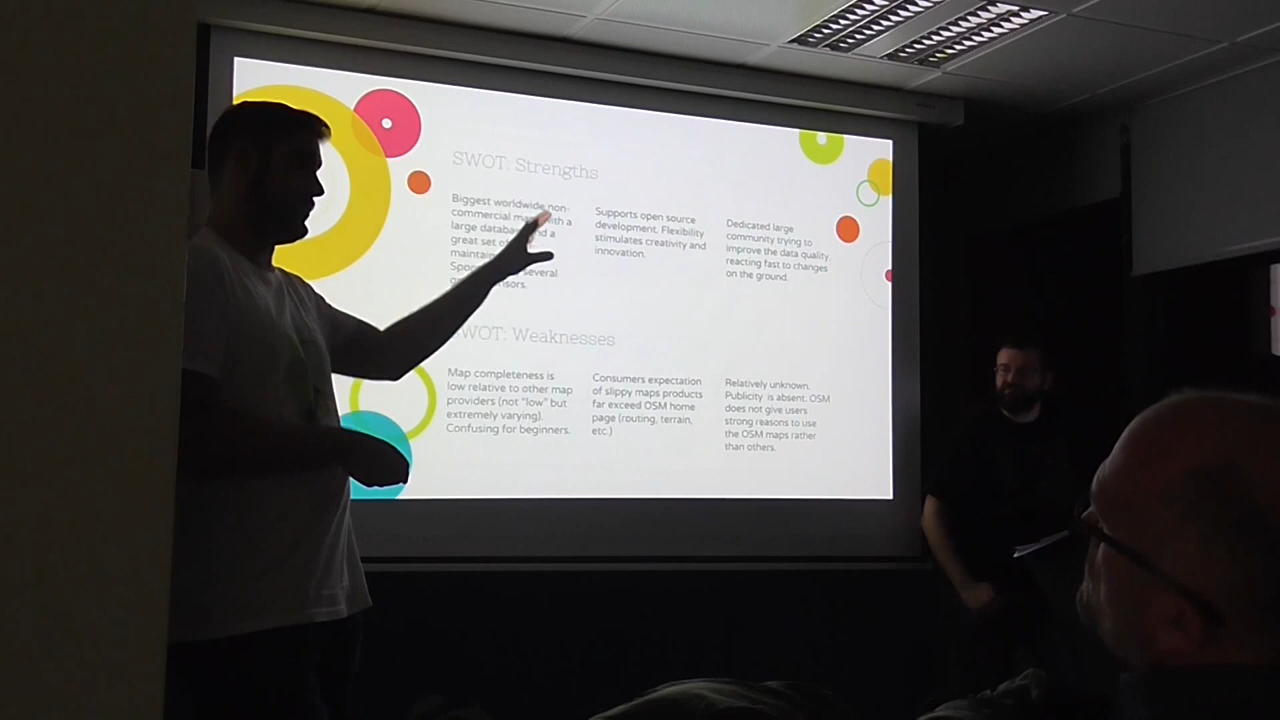 SWOT: Strengths
Biggest worldwide non-
commercial map with a
large database and a
great set of
maintain
Spon several
g sors.
Supports open source
development. Flexibility
stimulates creativity and
innovation.
Dedicated large
community trying to
improve the data quality,
reacting fast to changes
on the ground.
SWOT: Weaknesses
Map completeness is
low relative to other map
providers (not "low" but
extremely varying).
Confusing for beginners.
Consumers expectation
of slippy maps products
far exceed OSM home
page (routing, terrain,
etc.)
Relatively unknown.
Publicity is absent. OSM
does not give users
strong reasons to use
the OSM maps rather
than others.